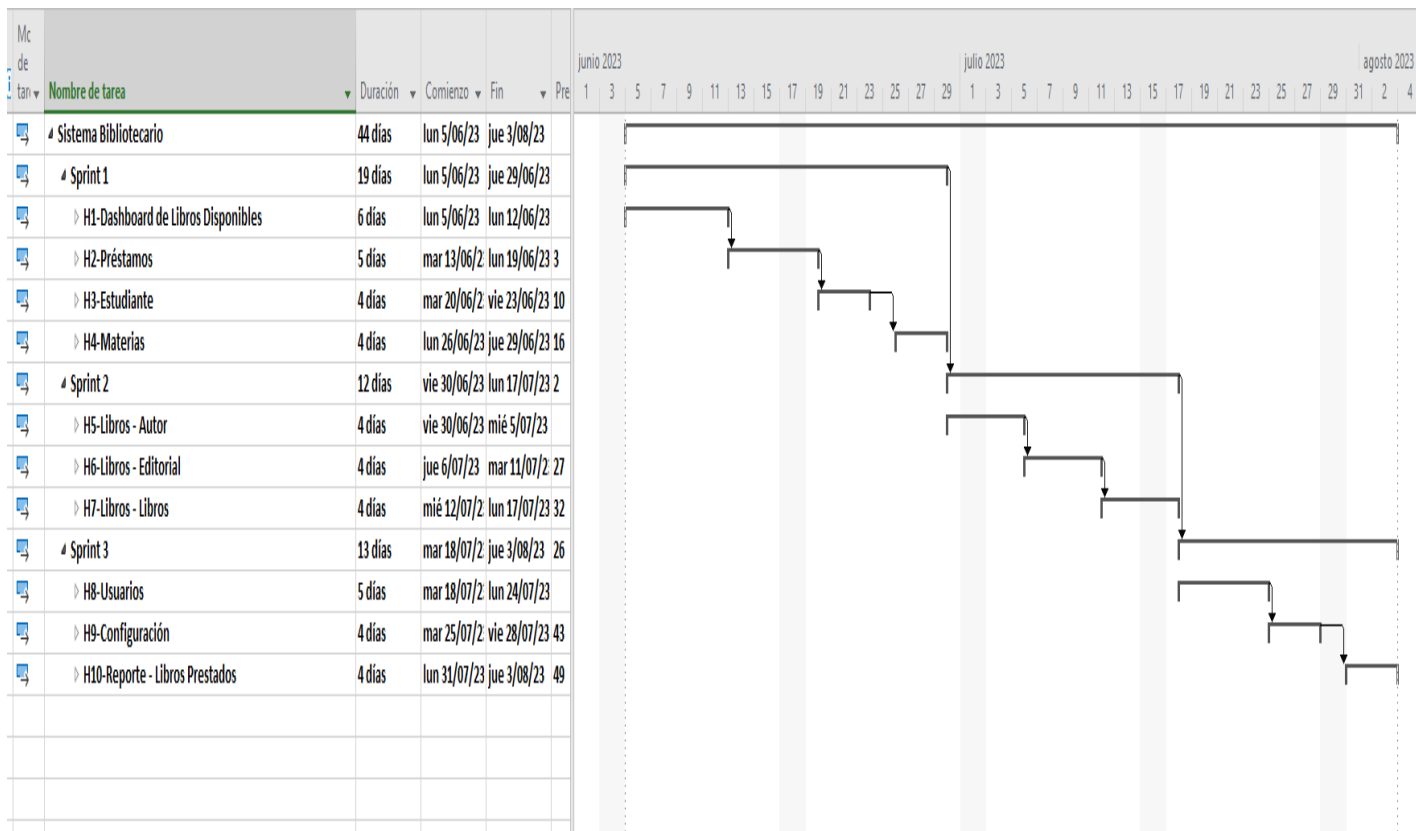 Mc
de
tar Nombre de tarea Duración Comienzo Fin Pre
junio 2023 julio 2023 agosto 2023
1 3 5 7 9 11 13 15 17 19 21 23 25 27 29 1 3 5 7 9 11 13 15 17 19 21 23 25 27 29 31 2 4
Sistema Bibliotecario 44 días lun 5/06/23 jue 3/08/23
Sprint 1 19 días lun 5/06/23 jue 29/06/23
H1-Dashboard de Libros Disponibles 6 días lun 5/06/23 lun 12/06/23
H2-Préstamos 5 días mar 13/06/2 lun 19/06/23 3
H3-Estudiante 4 días mar 20/06/2 vie 23/06/23 10
H4-Materias 4 días lun 26/06/23 jue 29/06/23 16
Sprint 2 12 días vie 30/06/23 lun 17/07/23 2
H5-Libros - Autor 4 días vie 30/06/23 mié 5/07/23
H6-Libros - Editorial 4 días jue 6/07/23 mar 11/07/2 27
H7-Libros - Libros 4 días mié 12/07/2 lun 17/07/23 32
Sprint 3 13 días mar 18/07/2 jue 3/08/23 26
H8-Usuarios 5 días mar 18/07/2 lun 24/07/23
H9-Configuración 4 días mar 25/07/2 vie 28/07/23 43
H10-Reporte - Libros Prestados 4 días lun 31/07/23 jue 3/08/23 49